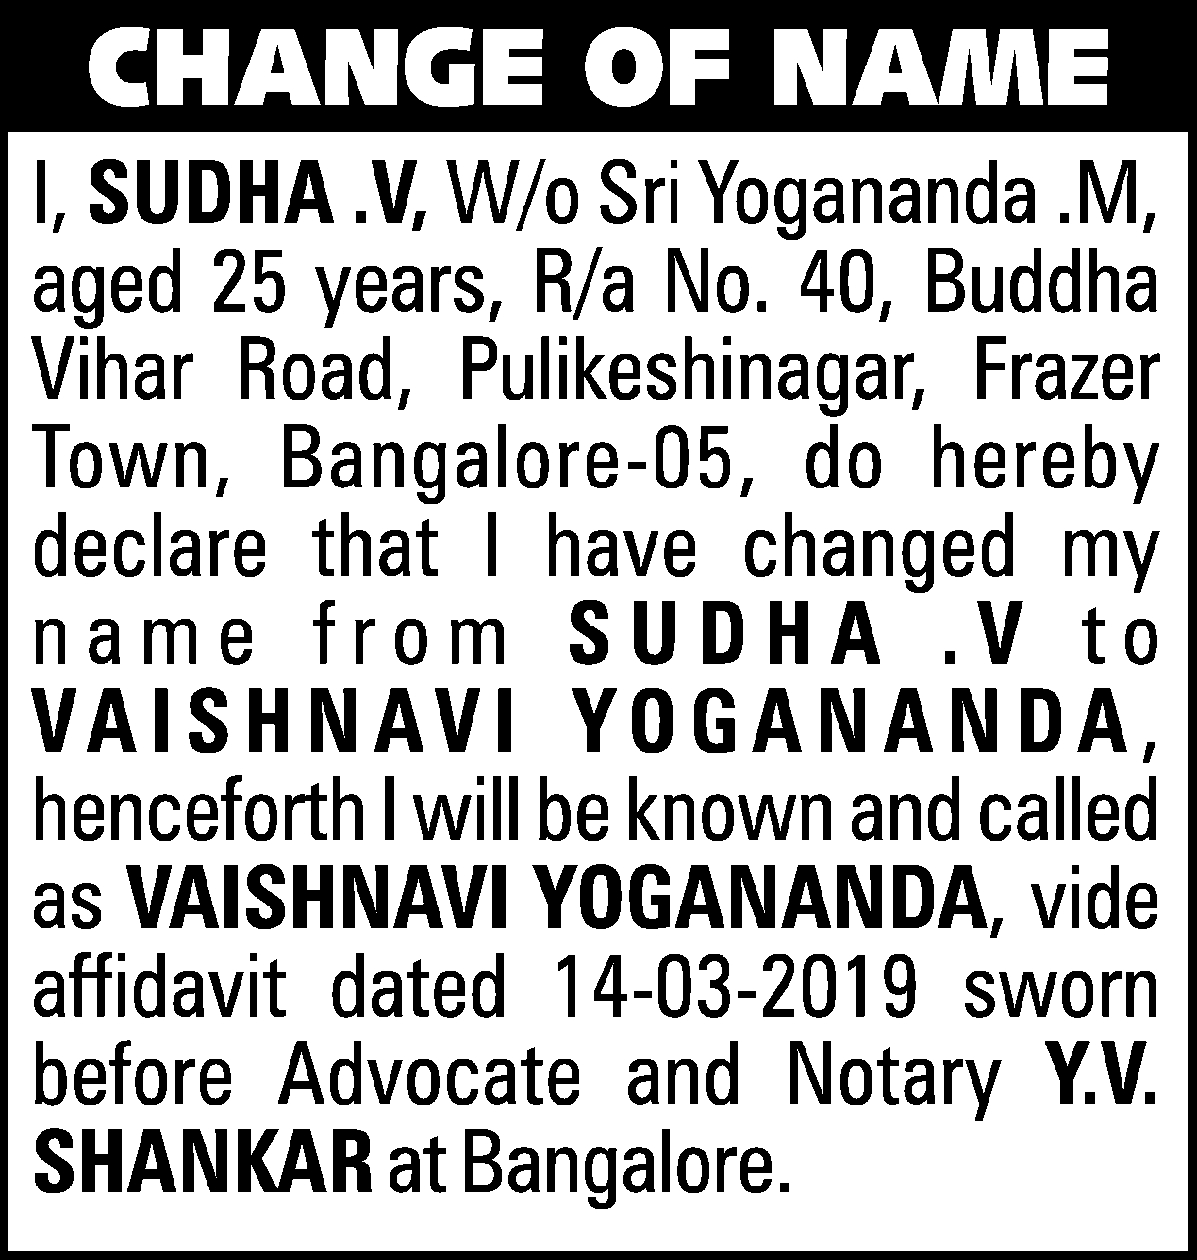 CHANGE OF NAME
I, SUDHA .V, W/o Sri Yogananda .M,
aged 25 years, R/a No. 40, Buddha
Vihar Road, Pulikeshinagar, Frazer
Town, Bangalore-05, do hereby
declare that I have changed my
name from SUDHA .V to
VAISHNAVI YOGANANDA,
henceforth I will be known and called
as VAISHNAVI YOGANANDA, vide
affidavit dated 14-03-2019 sworn
before Advocate and Notary Y.V.
SHANKAR at Bangalore.